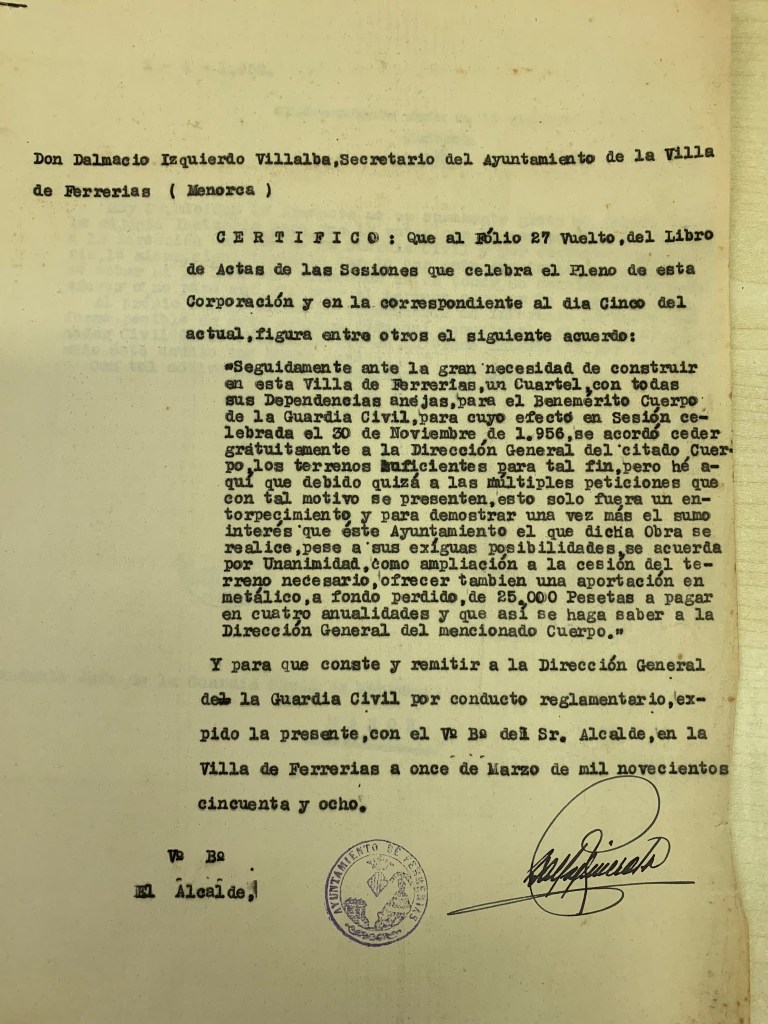 Don Dalmacio Izquierdo Villalba,Secretario del Ayuntamiento de la Villa
de Ferrerias ( Menorca )
C E R T I F I C O : Que al Fólio 27 Vuelto,del Libro
de Actas de las Sesiones que celebra el Pleno de esta
Corporación y en la correspondiente al dia Cinco del
actual,figura entre otros el siguiente acuerdo:
"Seguidamente ante la gran necesidad de construir
en esta Villa de Ferrerias,un Cuartel,con todas
sus Dependencias anéjas,para el Benemérito Cuerpo
de la Guardia Civil,para cuyo efecto en Sesión ce-
lebrada el 30 de Noviembre de 1.956,se acordó ceder
gratuitamente a la Dirección General del citado Cuer-
po,los terrenos suficientes para tal fin,pero hé a-
quí que debido quizá a las múltiples peticiones que
con tal motivo se presenten,esto solo fuera un en-
torpecimiento y para demostrar una vez más el sumo
interés que éste Ayuntamiento el que dicha Obra se
realice,pese a sus exíguas posibilidades,se acuerda
por Unanimidad,como ampliación a la cesión del te-
rreno necesario,ofrecer tambien una aportación en
metálico,a fondo perdido,de 25.000 Pesetas a pagar
en cuatro anualidades y que así se haga saber a la
Dirección General del mencionado Cuerpo."
Y para que conste y remitir a la Dirección General
de la Guardia Civil por conducto reglamentario,ex-
pido la presente,con el Vº Bº del Sr. Alcalde,en la
Villa de Ferrerias a once de Marzo de mil novecientos
cincuenta y ocho.
Vº Bº
El Alcalde,
AYUNTAMIENTO DE FERRERIAS